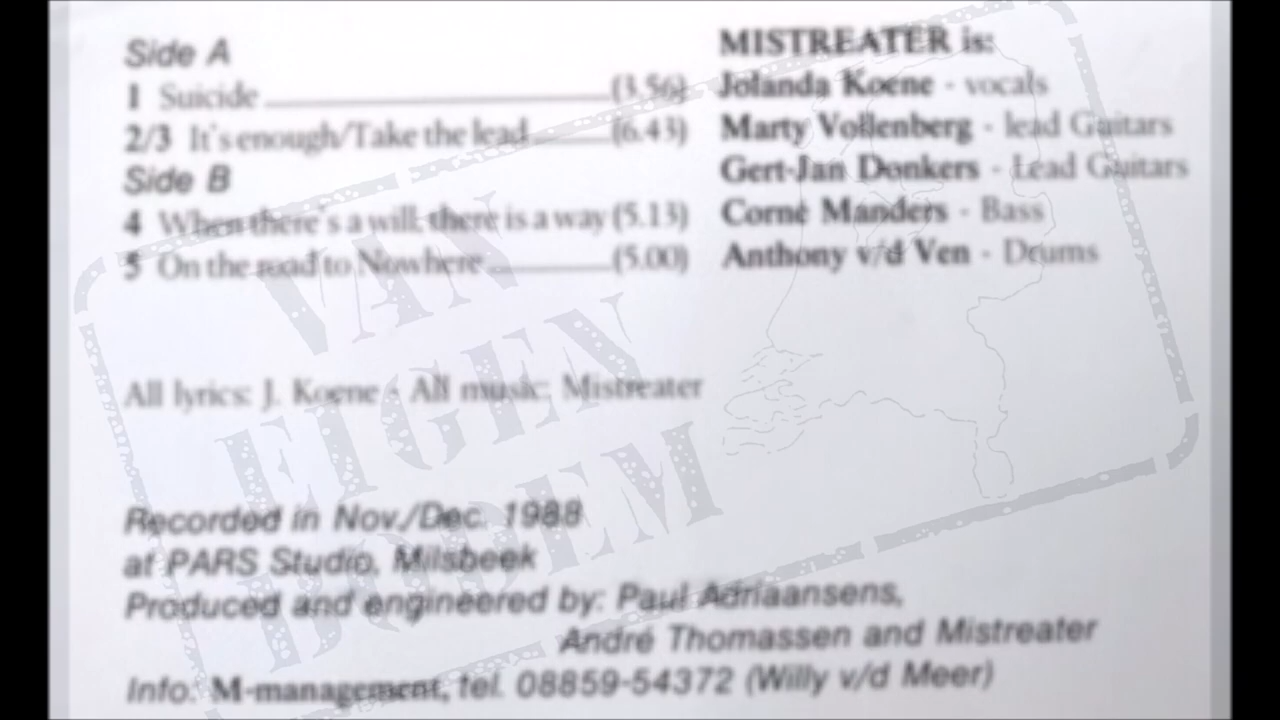 Side A
1 Suicide (3.56)
2/3 It's enough/Take the lead (6.43)
Side B
4 When there's a will, there is a way (5.13)
5 On the road to Nowhere (5.00)
MISTREATER is:
Jolanda Koene - vocals
Marty Vollenberg - lead Guitars
Gert-Jan Donkers - Lead Guitars
Corné Manders - Bass
Anthony v/d Ven - Drums
All lyrics: J. Koene - All music: Mistreater
Recorded in Nov./Dec. 1988
at PARS Studio, Milsbeek
Produced and engineered by: Paul Adriaansens,
André Thomassen and Mistreater
Info: M-management, tel. 08859-54372 (Willy v/d Meer)
VAN
EIGEN
BODEM